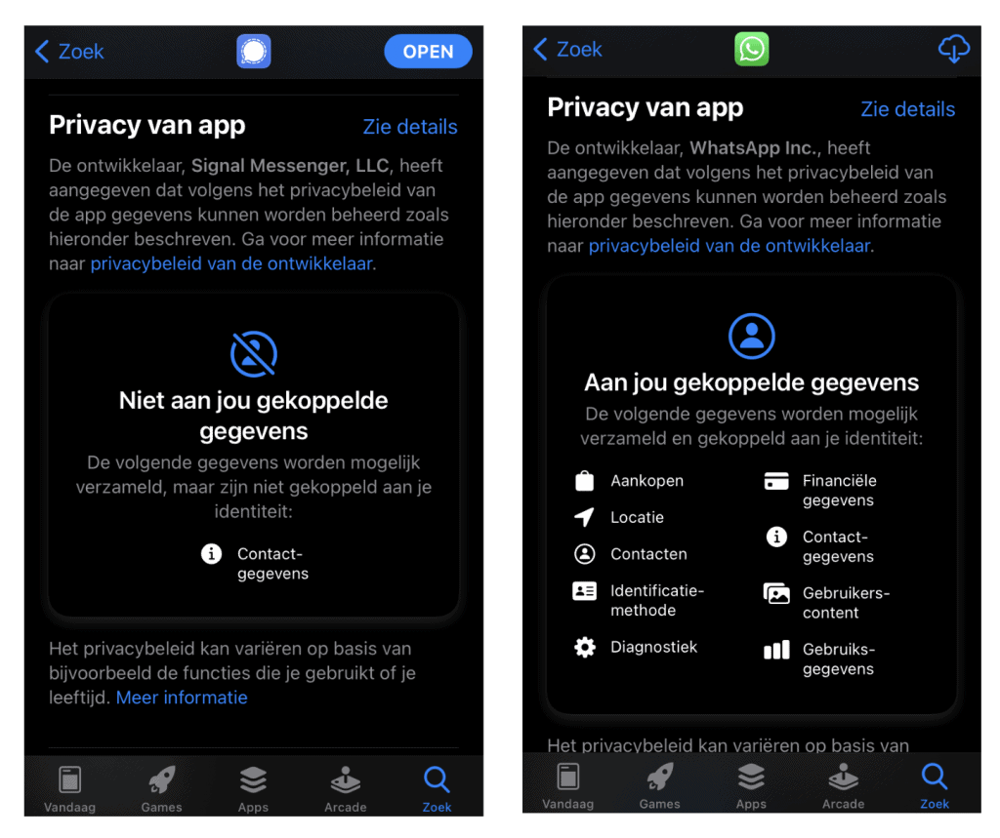 Zoek
OPEN
Privacy van app
Zie details
De ontwikkelaar, Signal Messenger, LLC, heeft
aangegeven dat volgens het privacybeleid van
de app gegevens kunnen worden beheerd zoals
hieronder beschreven. Ga voor meer informatie
naar privacybeleid van de ontwikkelaar.
Niet aan jou gekoppelde
gegevens
De volgende gegevens worden mogelijk
verzameld, maar zijn niet gekoppeld aan je
identiteit:
Contact-
gegevens
Het privacybeleid kan variëren op basis van
bijvoorbeeld de functies die je gebruikt of je
leeftijd. Meer informatie
Vandaag
Games
Apps
Arcade
Zoek
Zoek
Privacy van app
Zie details
De ontwikkelaar, WhatsApp Inc., heeft
aangegeven dat volgens het privacybeleid van
de app gegevens kunnen worden beheerd zoals
hieronder beschreven. Ga voor meer informatie
naar privacybeleid van de ontwikkelaar.
Aan jou gekoppelde gegevens
De volgende gegevens worden mogelijk
verzameld en gekoppeld aan je identiteit:
Aankopen
Locatie
Contacten
Identificatie-
methode
Diagnostiek
Financiële
gegevens
Contact-
gegevens
Gebruikers-
content
Gebruiks-
gegevens
Het privacybeleid kan variëren op basis van
Vandaag
Games
Apps
Arcade
Zoek